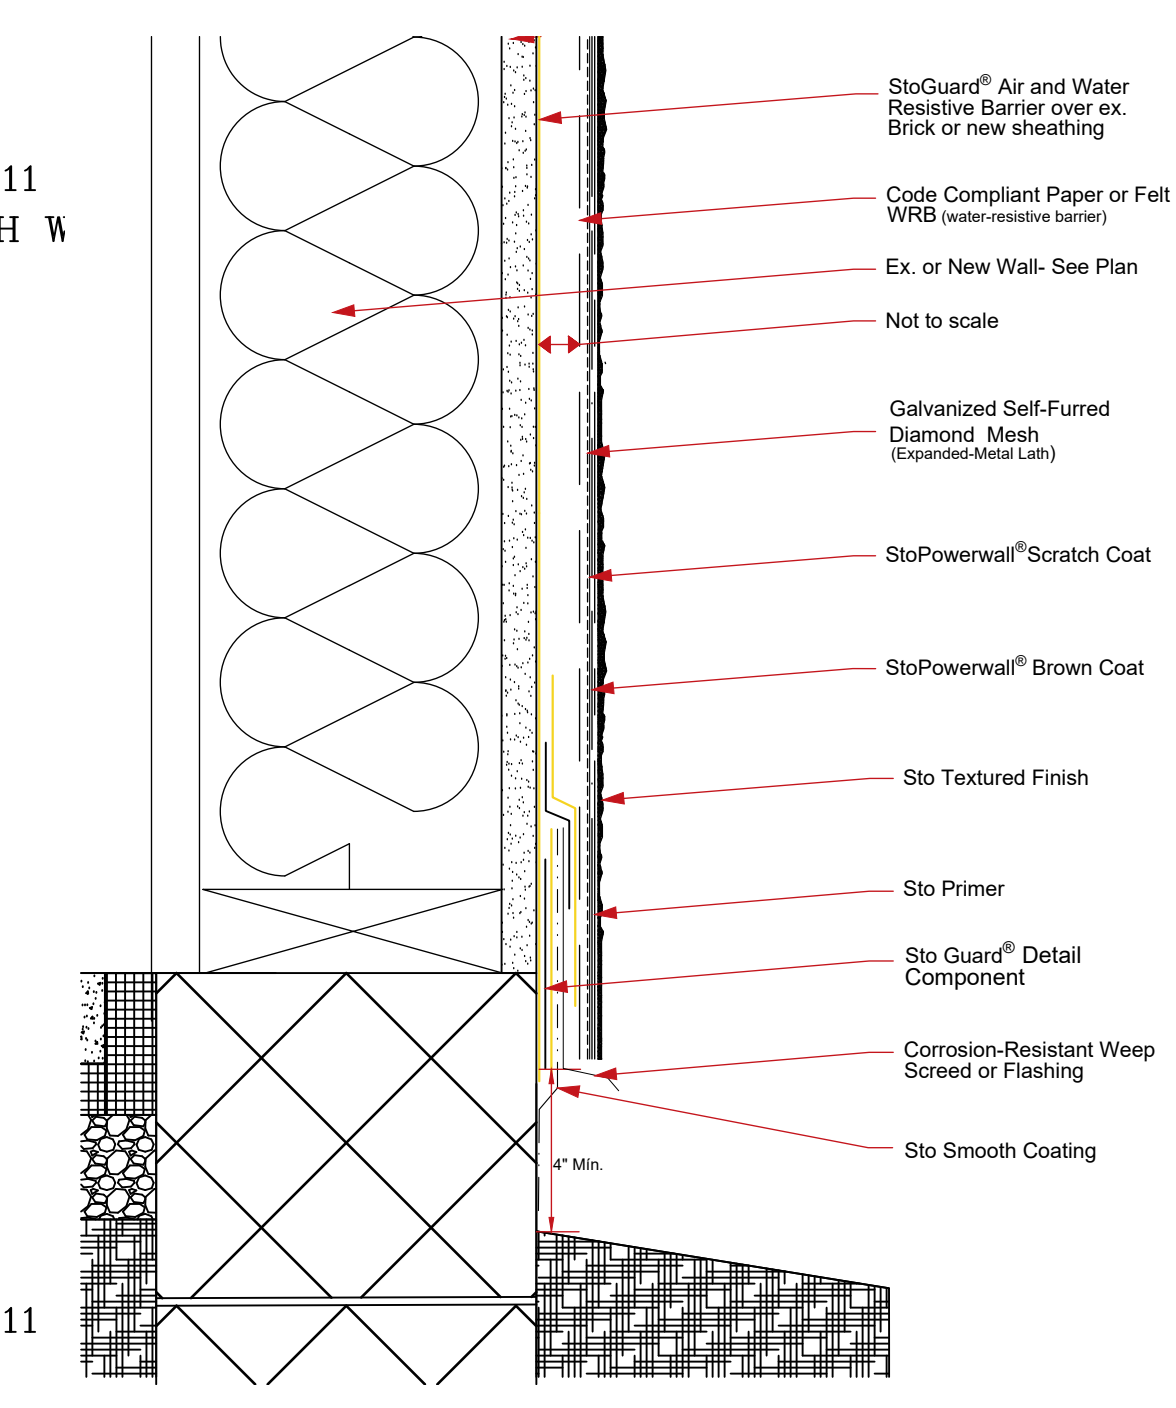 11
H W
StoGuard® Air and Water
Resistive Barrier over ex.
Brick or new sheathing
Code Compliant Paper or Felt
WRB (water-resistive barrier)
Ex. or New Wall- See Plan
Not to scale
Galvanized Self-Furred
Diamond Mesh
(Expanded-Metal Lath)
StoPowerwall® Scratch Coat
StoPowerwall® Brown Coat
Sto Textured Finish
Sto Primer
Sto Guard® Detail
Component
Corrosion-Resistant Weep
Screed or Flashing
Sto Smooth Coating
4" Mín.
11